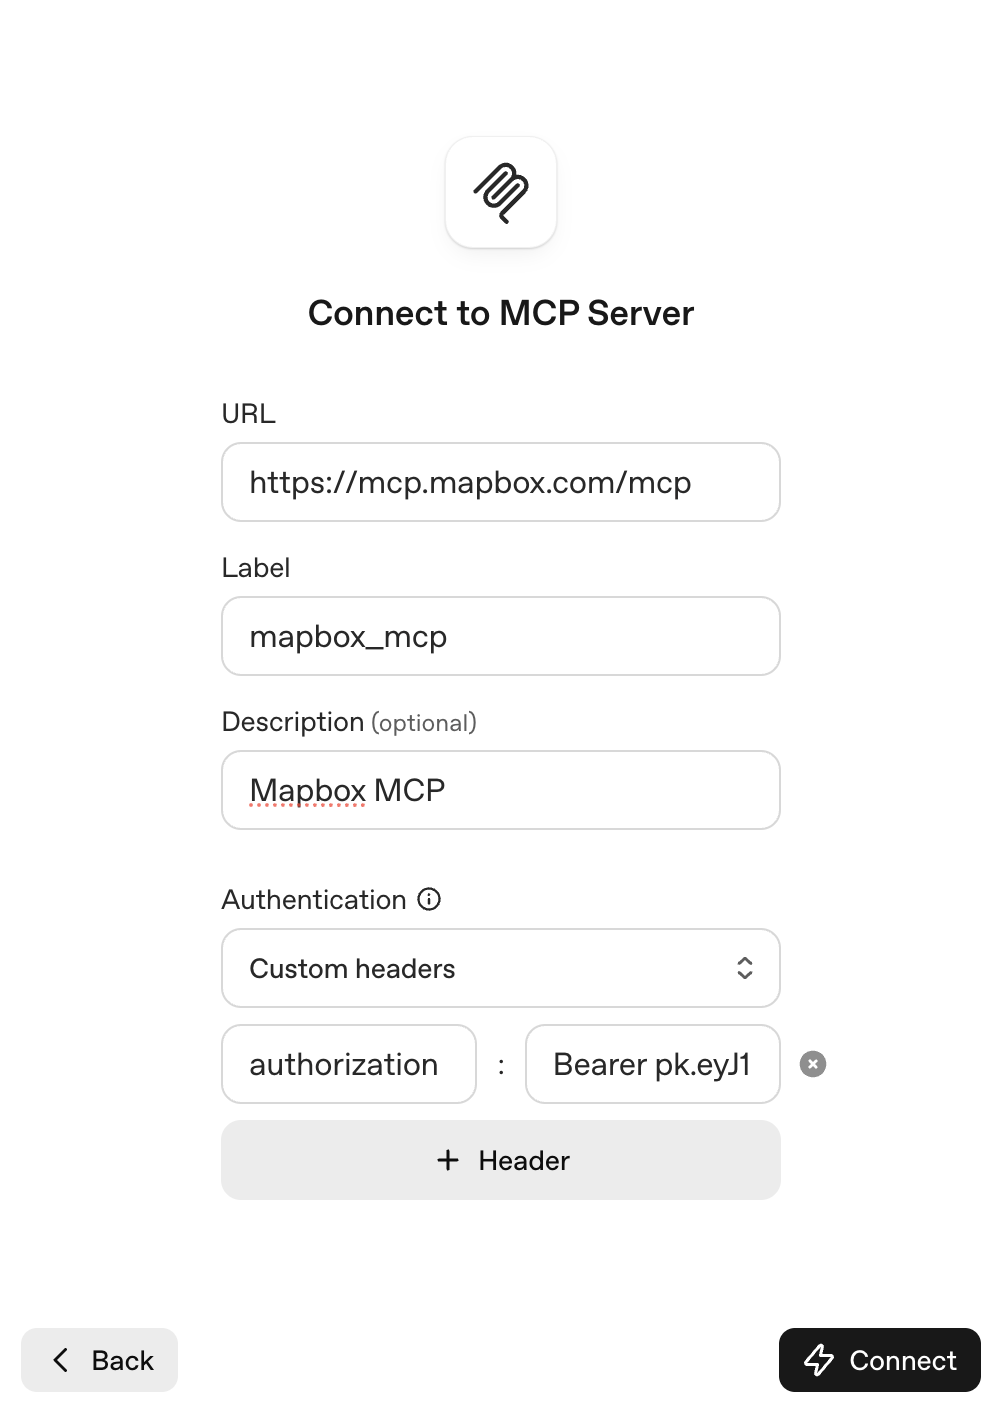 Connect to MCP Server
URL
https://mcp.mapbox.com/mcp
Label
mapbox_mcp
Description (optional)
Mapbox MCP
Authentication
Custom headers
authorization : Bearer pk.eyJ1
+ Header
Back Connect